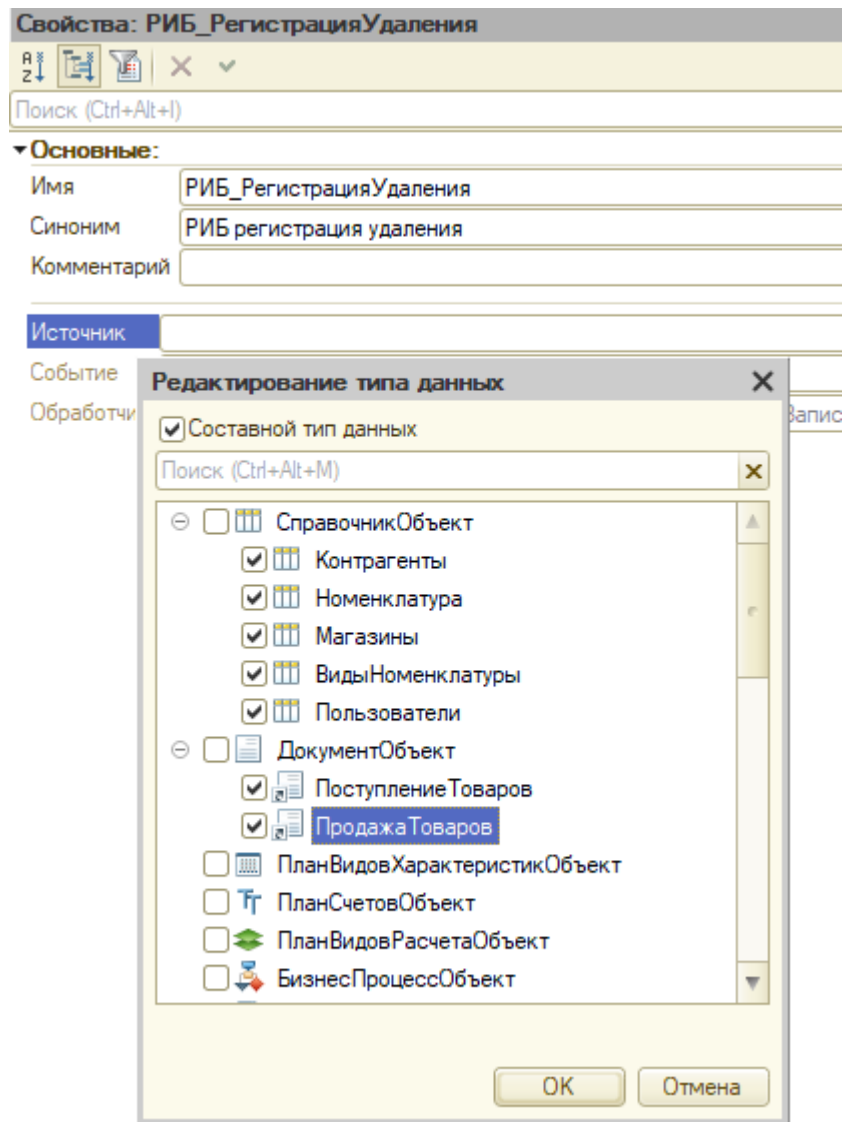 Свойства: РИБ_РегистрацияУдаления
A
Z
Поиск (Ctrl+Alt+I)
Основные:
Имя РИБ_РегистрацияУдаления
Синоним РИБ регистрация удаления
Комментарий
Источник
Событие
Обработчи Запис
Редактирование типа данных
Составной тип данных
Поиск (Ctrl+Alt+M)
СправочникОбъект
Контрагенты
Номенклатура
Магазины
ВидыНоменклатуры
Пользователи
ДокументОбъект
ПоступлениеТоваров
ПродажаТоваров
ПланВидовХарактеристикОбъект
ПланСчетовОбъект
ПланВидовРасчетаОбъект
БизнесПроцессОбъект
OK Отмена